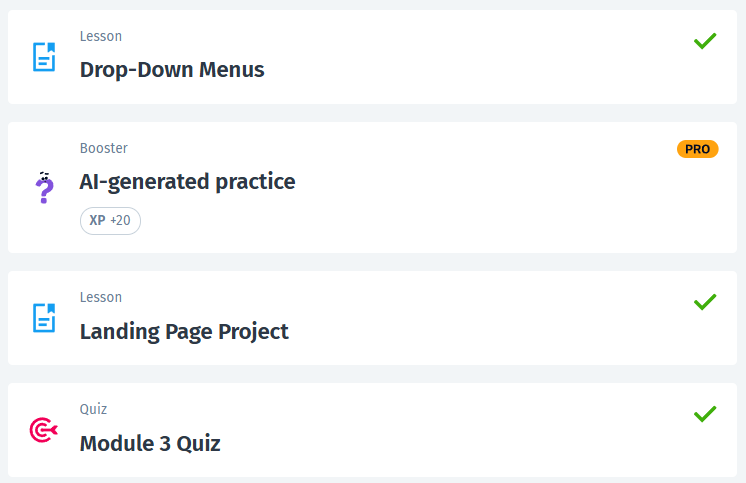 Lesson
Drop-Down Menus
Booster
PRO
AI-generated practice
XP +20
Lesson
Landing Page Project
Quiz
Module 3 Quiz